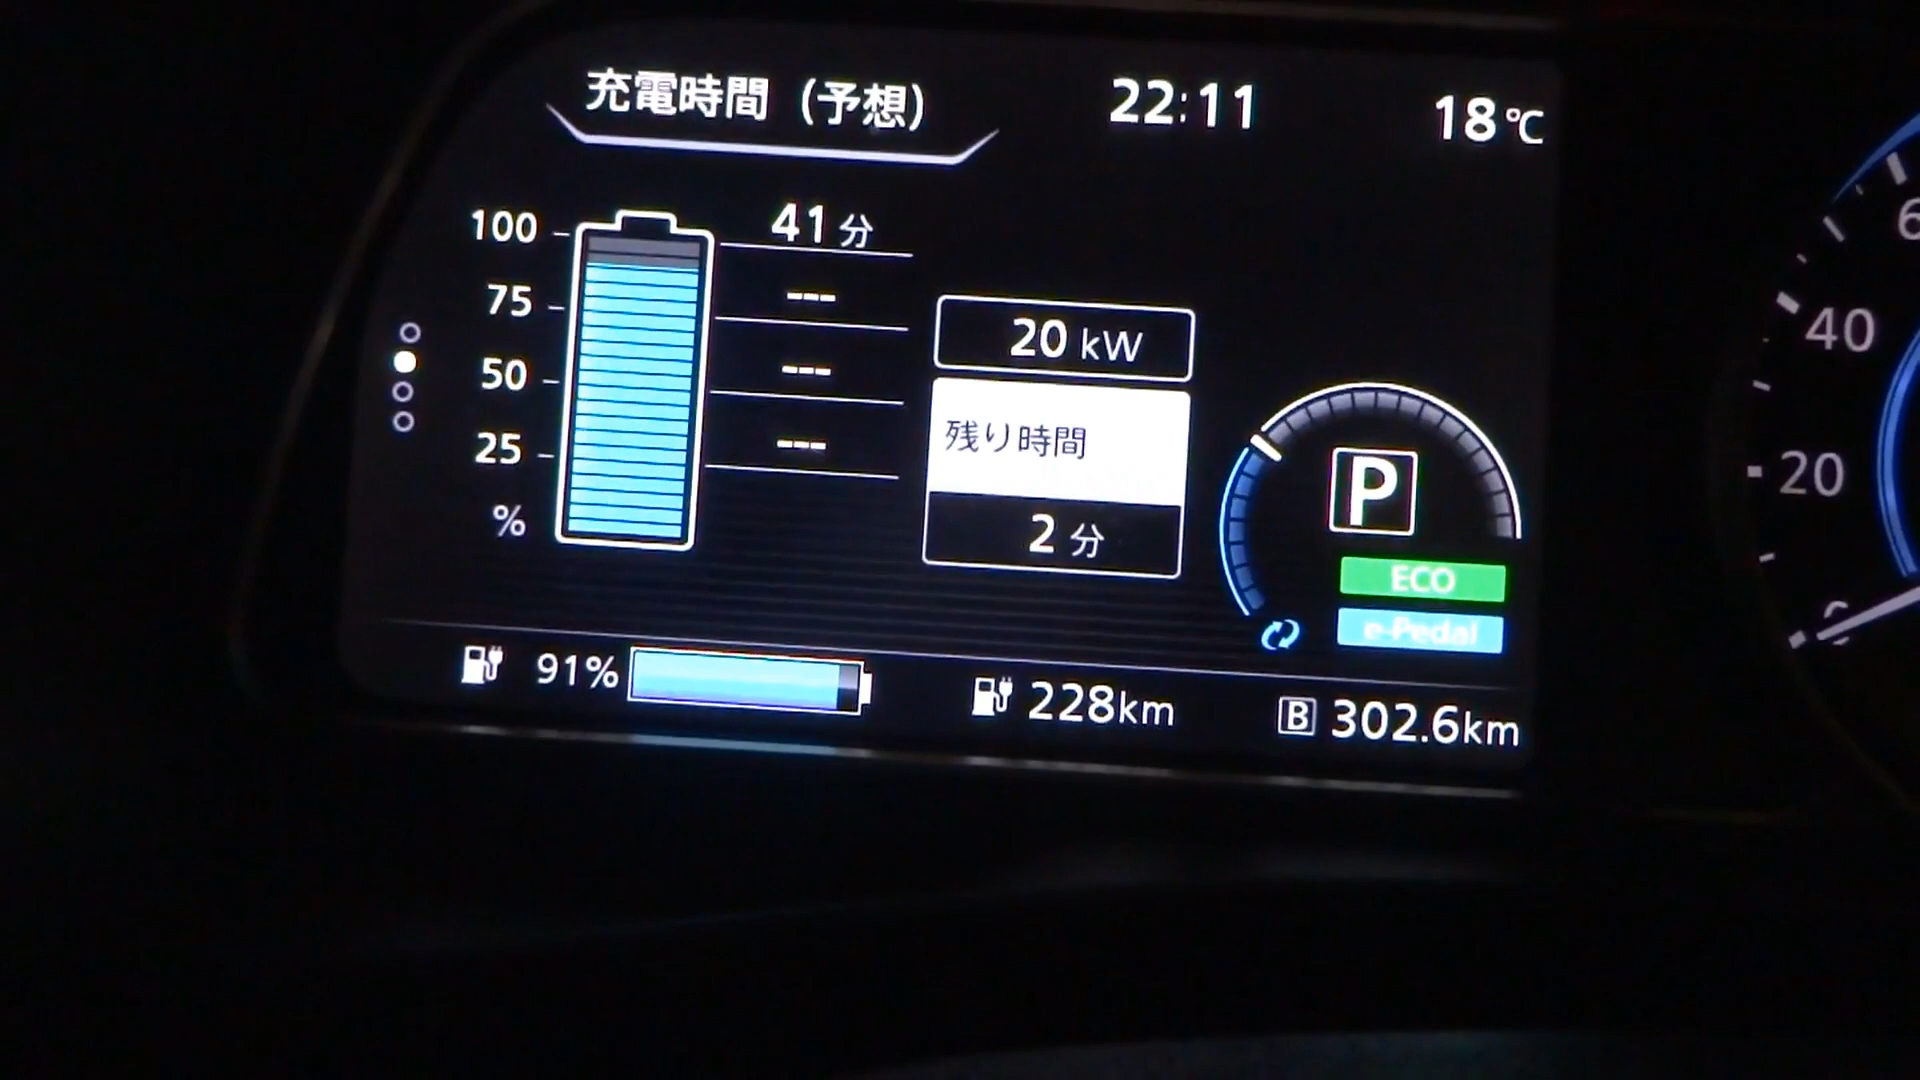 充電時間 (予想) 22:11 18℃
100 41分
75 ---
50 ---
25 ---
%
20 kW
残り時間
2分
P
ECO
e-Pedal
91% 228km B 302.6km
40
20